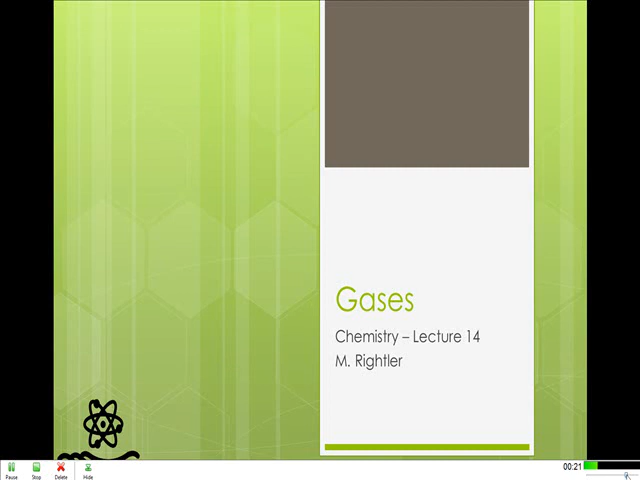 Gases
Chemistry – Lecture 14
M. Rightler
00:21
Pause
Stop
Delete
Hide